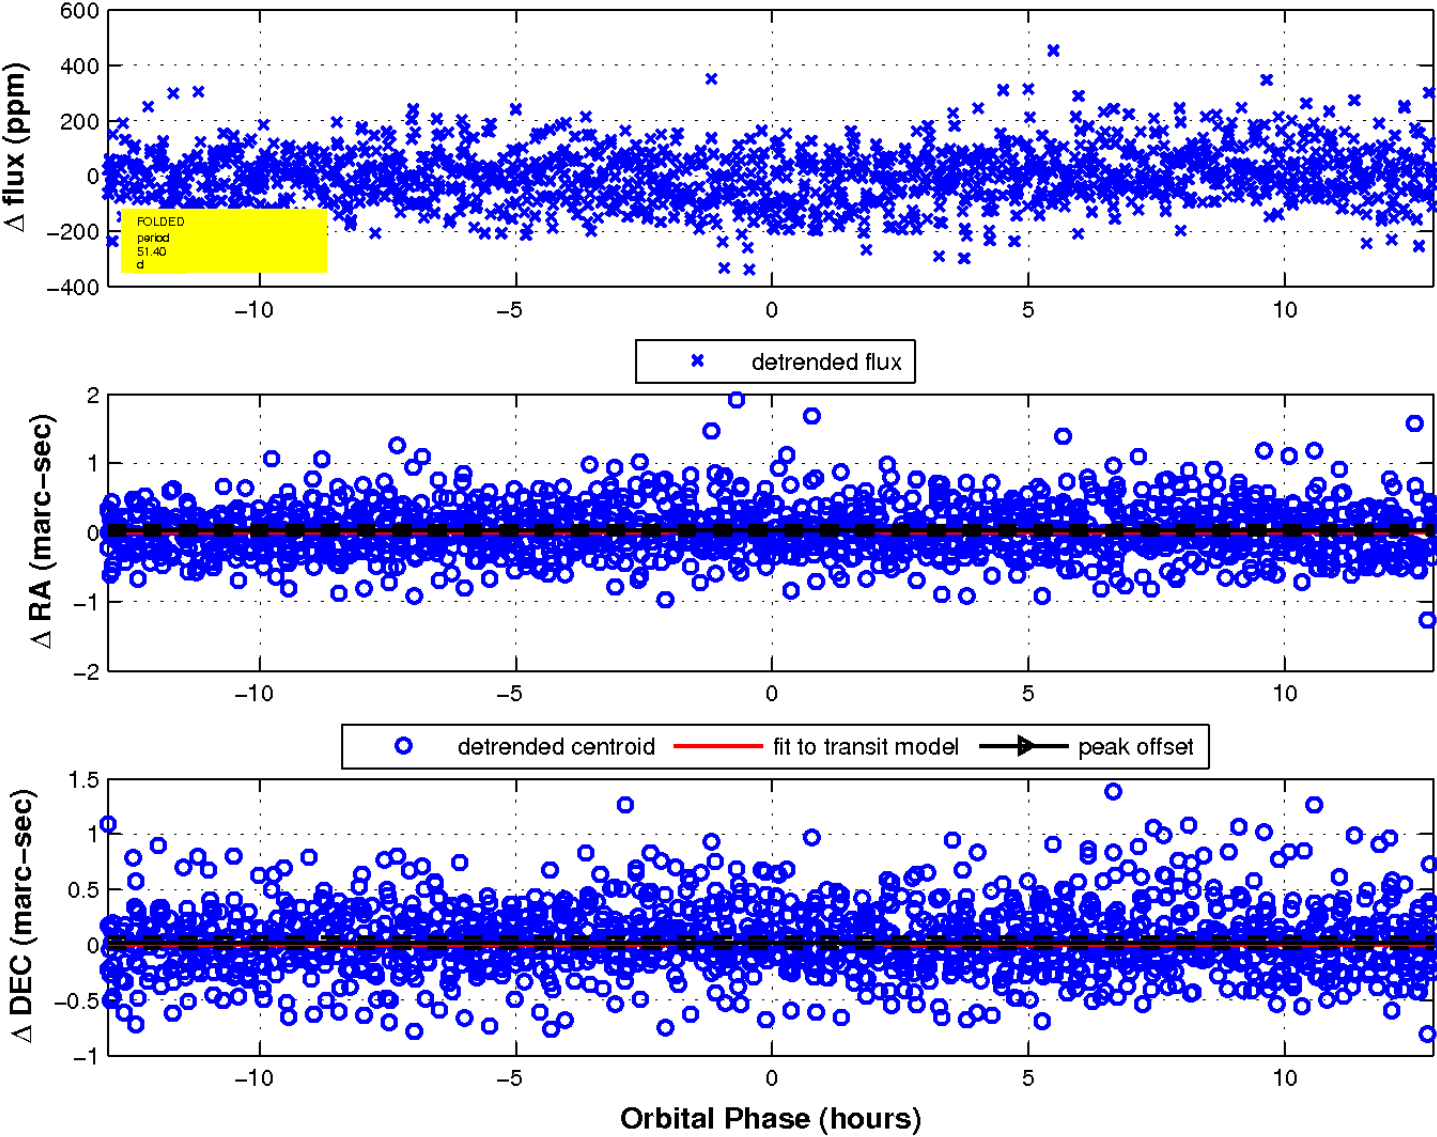 600
400
200
0
−200
−400
Δ flux (ppm)
FOLDED
period
51.40
d
−10 −5 0 5 10
detrended flux
2
1
0
−1
−2
Δ RA (marc−sec)
−10 −5 0 5 10
detrended centroid fit to transit model peak offset
1.5
1
0.5
0
−0.5
−1
Δ DEC (marc−sec)
−10 −5 0 5 10
Orbital Phase (hours)